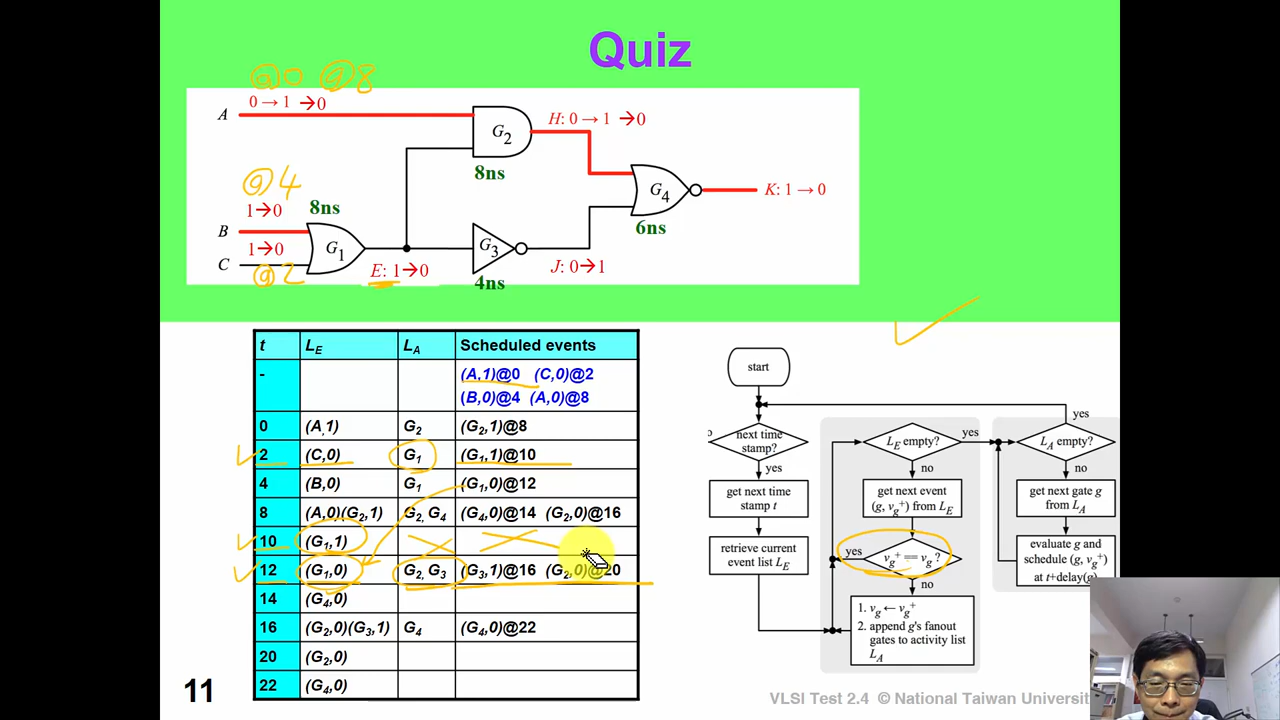 Quiz
@0 @8
0 → 1 → 0
A
G2
H: 0 → 1 → 0
8ns
G4
K: 1 → 0
6ns
@4
1→0
8ns
B
1→0
G1
C
@2
E: 1→0
G3
J: 0→1
4ns
t LE LA Scheduled events
- (A,1)@0 (C,0)@2
(B,0)@4 (A,0)@8
0 (A,1) G2 (G2,1)@8
2 (C,0) G1 (G1,1)@10
4 (B,0) G1 (G1,0)@12
8 (A,0)(G2,1) G2, G4 (G4,0)@14 (G2,0)@16
10 (G1,1)
12 (G1,0) G2, G3 (G3,1)@16 (G2,0)@20
14 (G4,0)
16 (G2,0)(G3,1) G4 (G4,0)@22
20 (G2,0)
22 (G4,0)
start
yes
next time
stamp?
yes
get next time
stamp t
retrieve current
event list LE
LE empty?
yes
no
get next event
(g, vg+) from LE
yes
vg+ == vg?
no
1. vg ← vg+
2. append g's fanout
gates to activity list
LA
LA empty?
no
get next gate g
from LA
evaluate g and
schedule (g, vg+)
at t+delay(g)
11
VLSI Test 2.4 © National Taiwan Universit